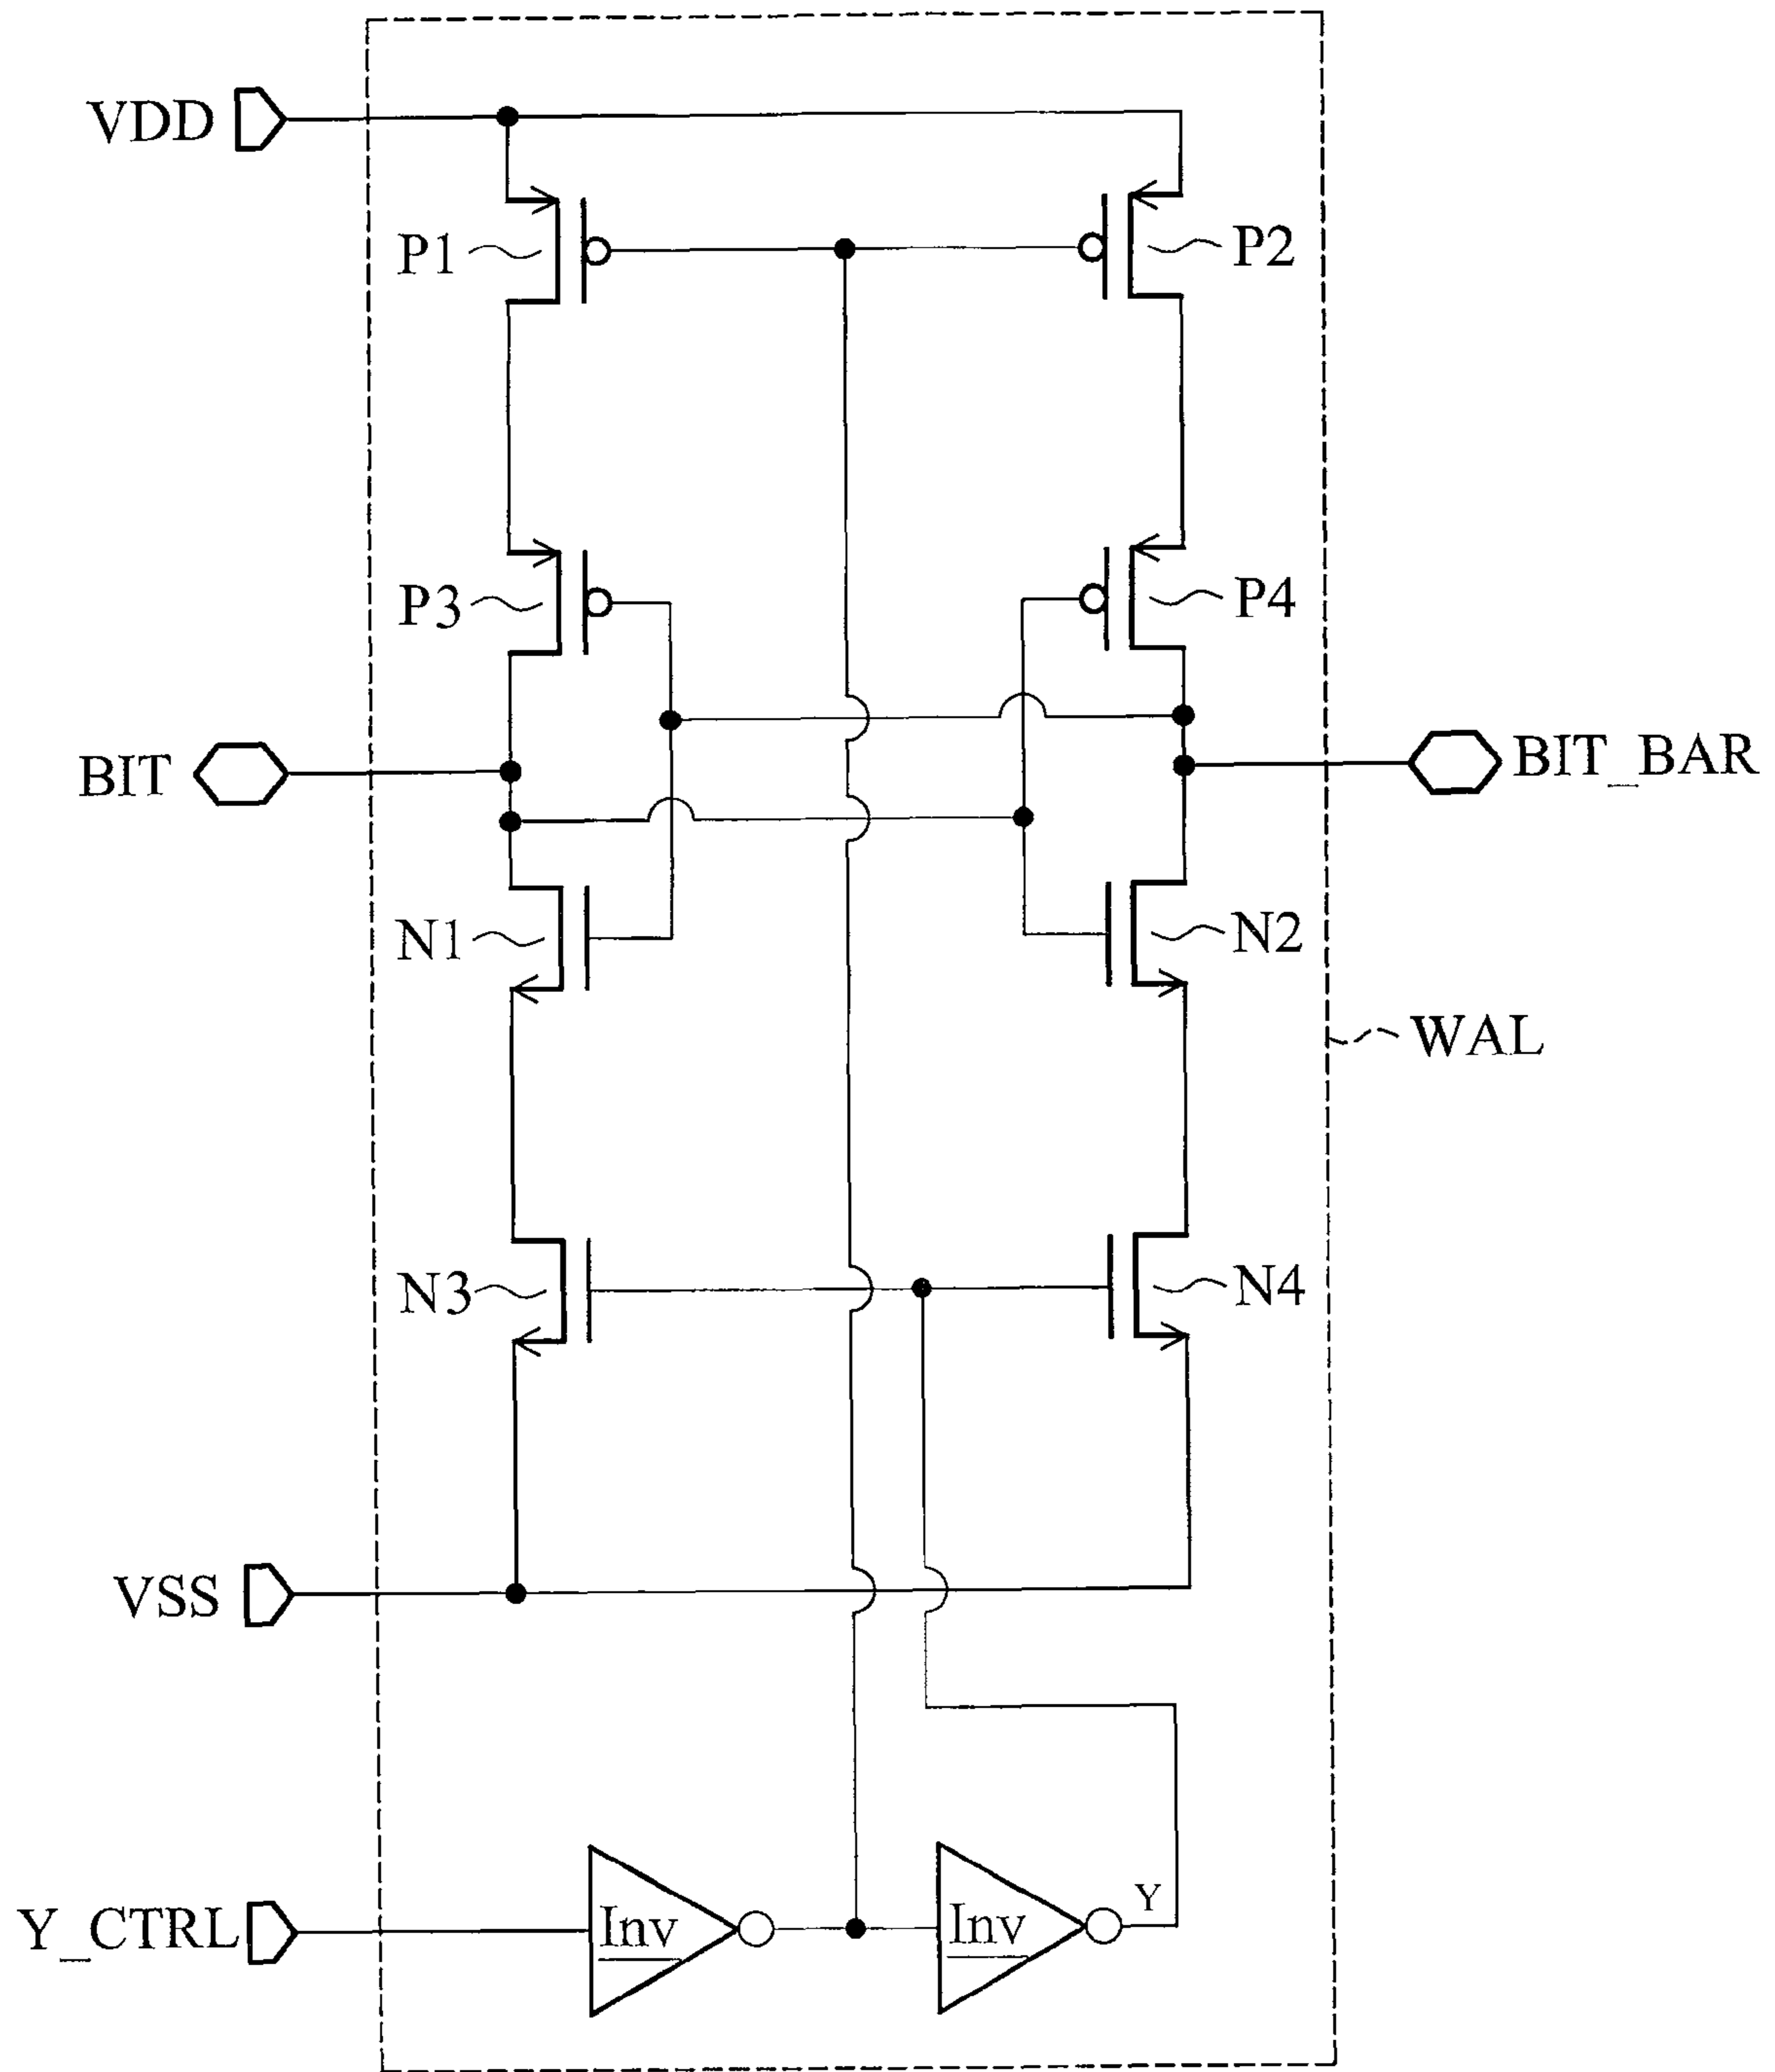 VDD
P1
P2
P3
P4
BIT
BIT_BAR
N1
N2
WAL
N3
N4
VSS
Y
Y_CTRL
Inv
Inv